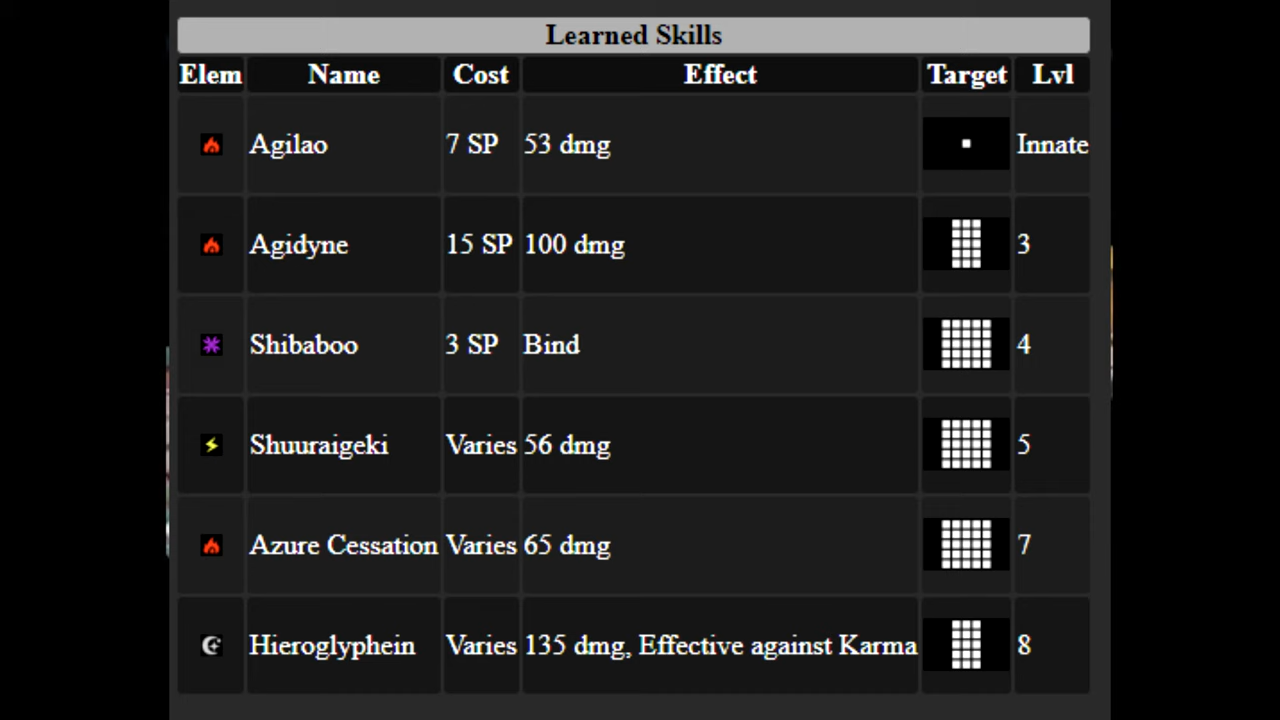 Learned Skills
Elem Name Cost Effect Target Lvl
Agilao 7 SP 53 dmg Innate
Agidyne 15 SP 100 dmg 3
Shibaboo 3 SP Bind 4
Shuuraigeki Varies 56 dmg 5
Azure Cessation Varies 65 dmg 7
Hieroglyphein Varies 135 dmg, Effective against Karma 8